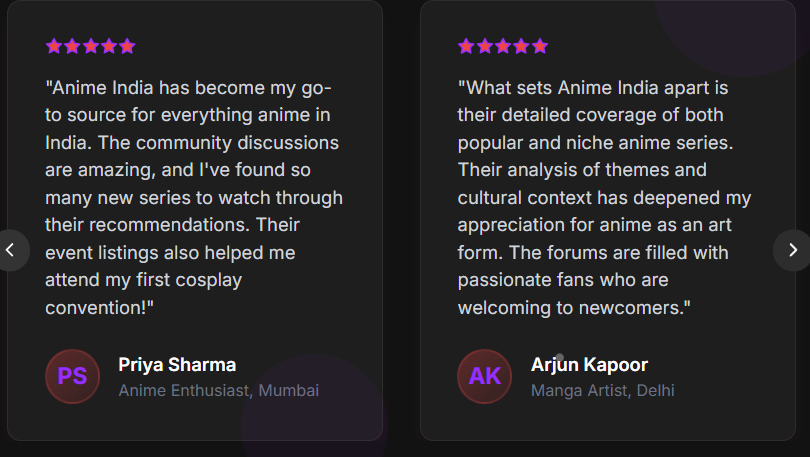 "Anime India has become my go-
to source for everything anime in
India. The community discussions
are amazing, and I've found so
many new series to watch through
their recommendations. Their
event listings also helped me
attend my first cosplay
convention!"
PS
Priya Sharma
Anime Enthusiast, Mumbai
"What sets Anime India apart is
their detailed coverage of both
popular and niche anime series.
Their analysis of themes and
cultural context has deepened my
appreciation for anime as an art
form. The forums are filled with
passionate fans who are
welcoming to newcomers."
AK
Arjun Kapoor
Manga Artist, Delhi